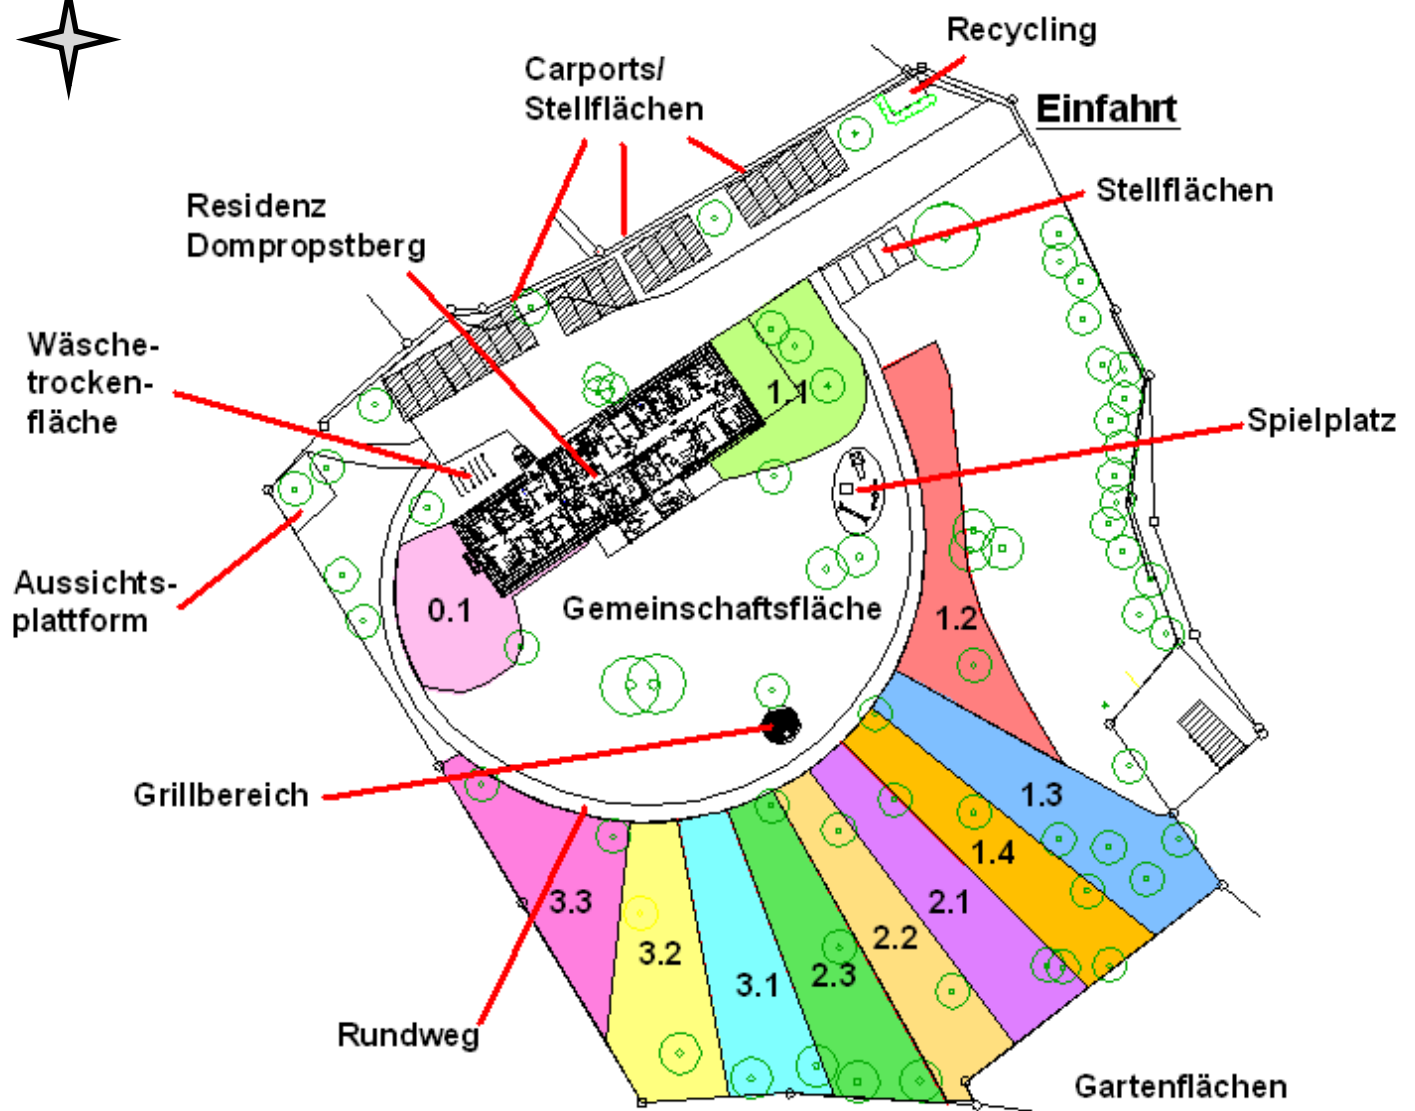 Recycling
Carports/
Stellflächen
Einfahrt
Stellflächen
Residenz
Dompropstberg
Wäsche-
trocken-
fläche
1.1
Spielplatz
Aussichts-
plattform
0.1
Gemeinschaftsfläche
1.2
Grillbereich
1.3
1.4
3.3
2.1
3.2
2.2
3.1
2.3
Rundweg
Gartenflächen